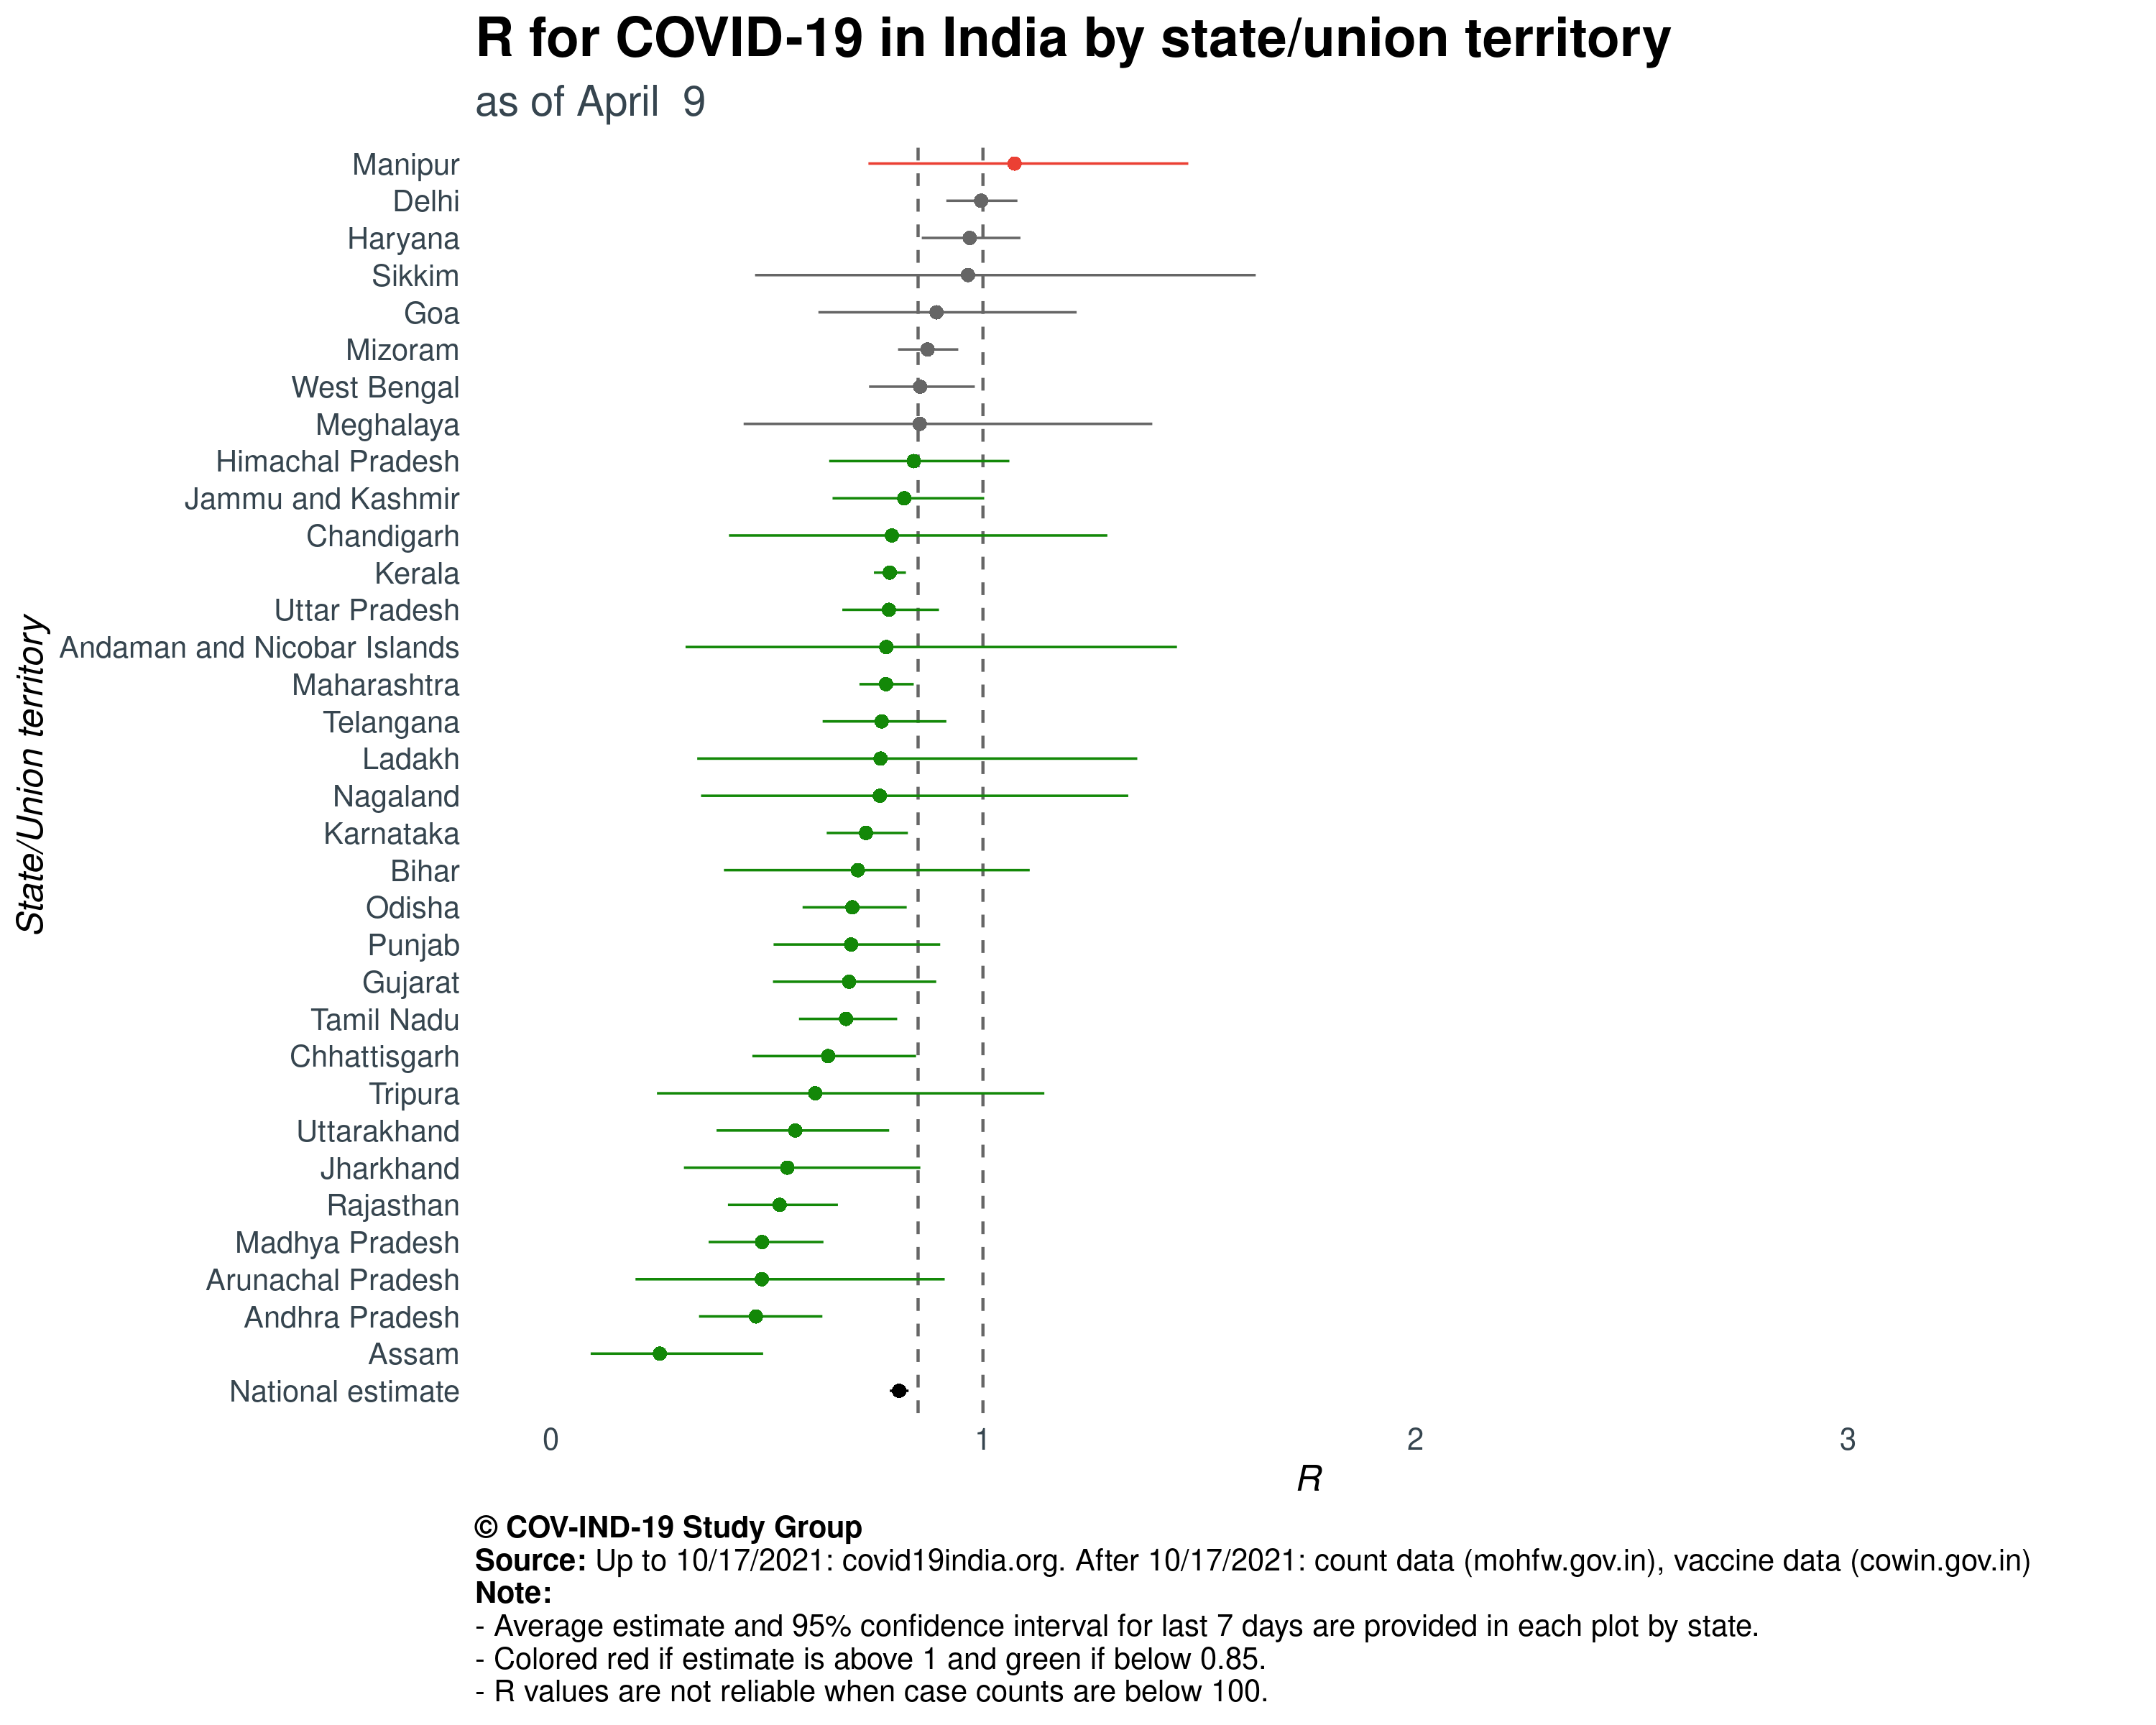 R for COVID-19 in India by state/union territory
as of April  9
State/Union territory
Manipur
Delhi
Haryana
Sikkim
Goa
Mizoram
West Bengal
Meghalaya
Himachal Pradesh
Jammu and Kashmir
Chandigarh
Kerala
Uttar Pradesh
Andaman and Nicobar Islands
Maharashtra
Telangana
Ladakh
Nagaland
Karnataka
Bihar
Odisha
Punjab
Gujarat
Tamil Nadu
Chhattisgarh
Tripura
Uttarakhand
Jharkhand
Rajasthan
Madhya Pradesh
Arunachal Pradesh
Andhra Pradesh
Assam
National estimate
0 1 2 3
R
© COV-IND-19 Study Group
Source: Up to 10/17/2021: covid19india.org. After 10/17/2021: count data (mohfw.gov.in), vaccine data (cowin.gov.in)
Note:
- Average estimate and 95% confidence interval for last 7 days are provided in each plot by state.
- Colored red if estimate is above 1 and green if below 0.85.
- R values are not reliable when case counts are below 100.